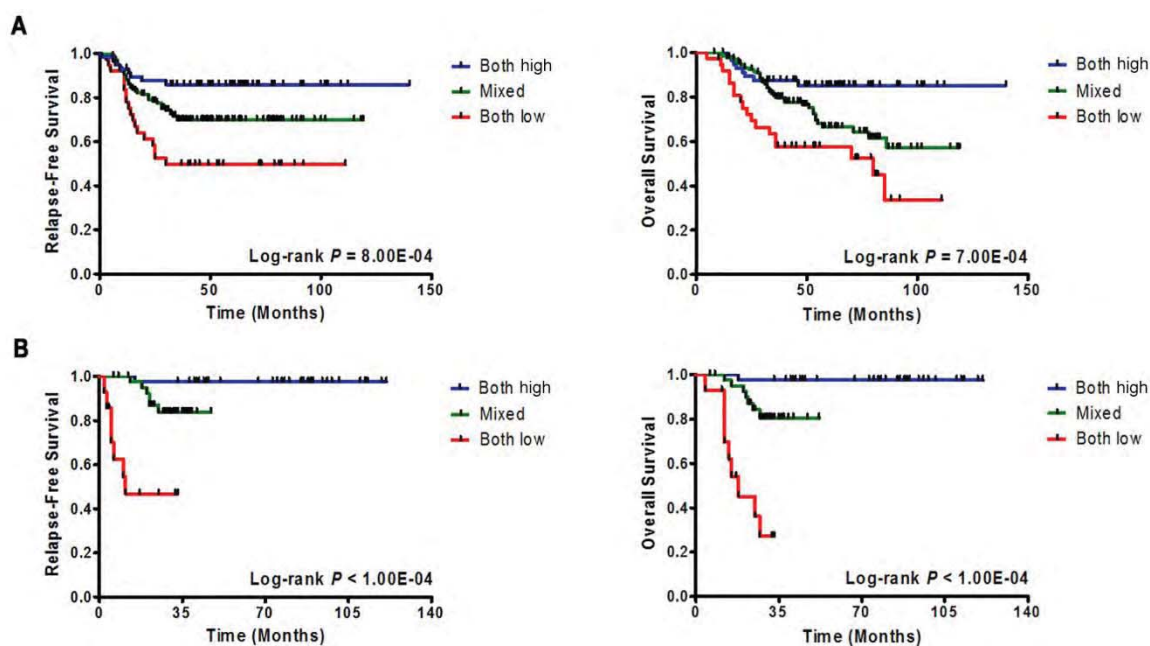 A
Relapse-Free Survival
1.0
0.8
0.6
0.4
0.2
0.0
0
50
100
150
Time (Months)
Log-rank P = 8.00E-04
Both high
Mixed
Both low
Overall Survival
1.0
0.8
0.6
0.4
0.2
0.0
0
50
100
150
Time (Months)
Log-rank P = 7.00E-04
Both high
Mixed
Both low
B
Relapse-Free Survival
1.0
0.8
0.6
0.4
0.2
0.0
0
35
70
105
140
Time (Months)
Log-rank P < 1.00E-04
Both high
Mixed
Both low
Overall Survival
1.0
0.8
0.6
0.4
0.2
0.0
0
35
70
105
140
Time (Months)
Log-rank P < 1.00E-04
Both high
Mixed
Both low